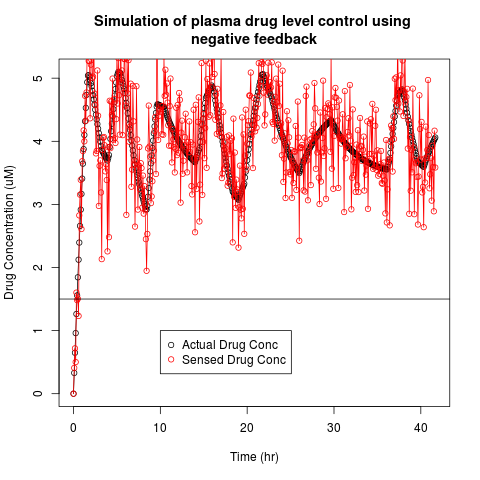 Simulation of plasma drug level control using
negative feedback
Drug Concentration (uM)
5
4
3
2
1
0
Actual Drug Conc
Sensed Drug Conc
0 10 20 30 40
Time (hr)